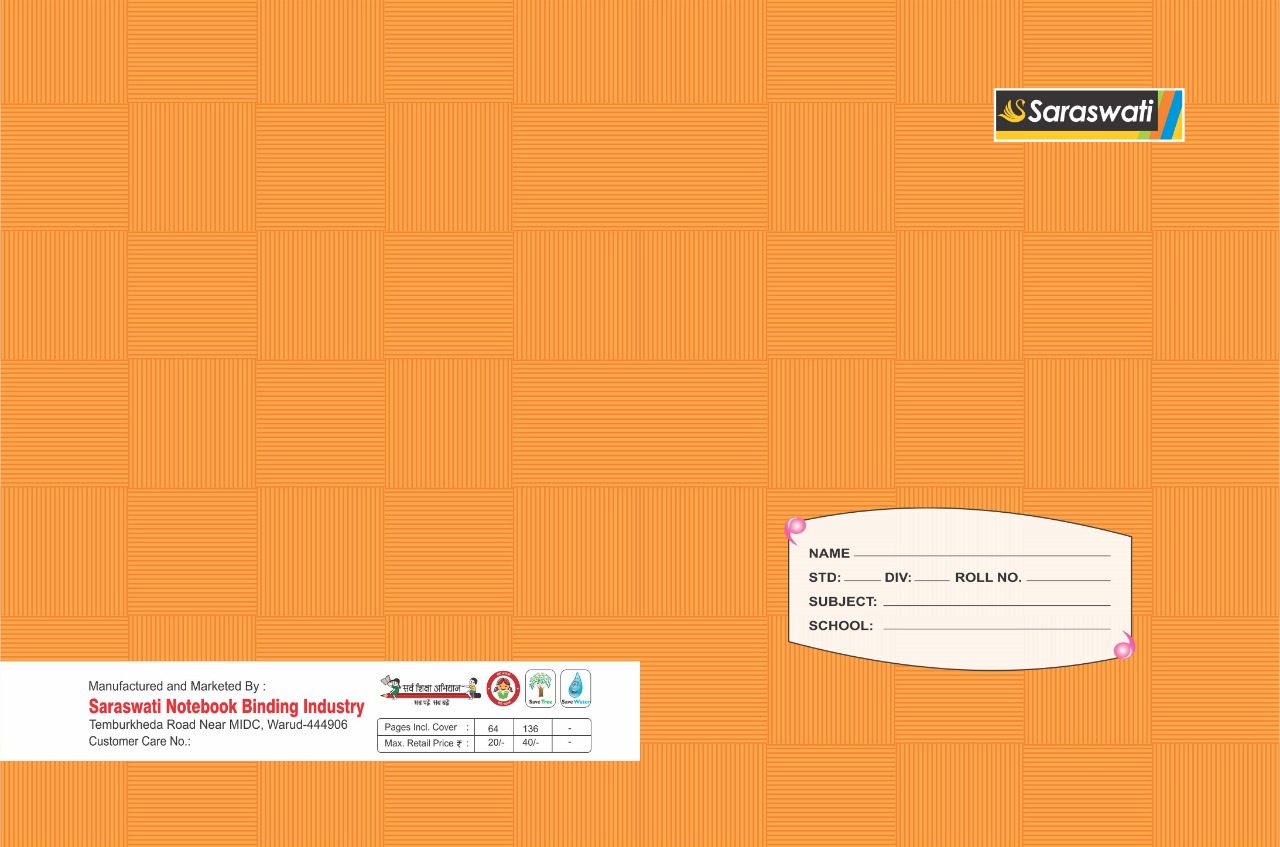 Saraswati
NAME
STD: DIV: ROLL NO.
SUBJECT:
SCHOOL:
Manufactured and Marketed By :
Saraswati Notebook Binding Industry
Temburkheda Road Near MIDC, Warud-444906
Customer Care No.:
सर्व शिक्षा अभियान
सब पढ़े सब बढ़े
Save Tree
Save Water
Pages Incl. Cover : 64 136 -
Max. Retail Price ₹ : 20/- 40/- -